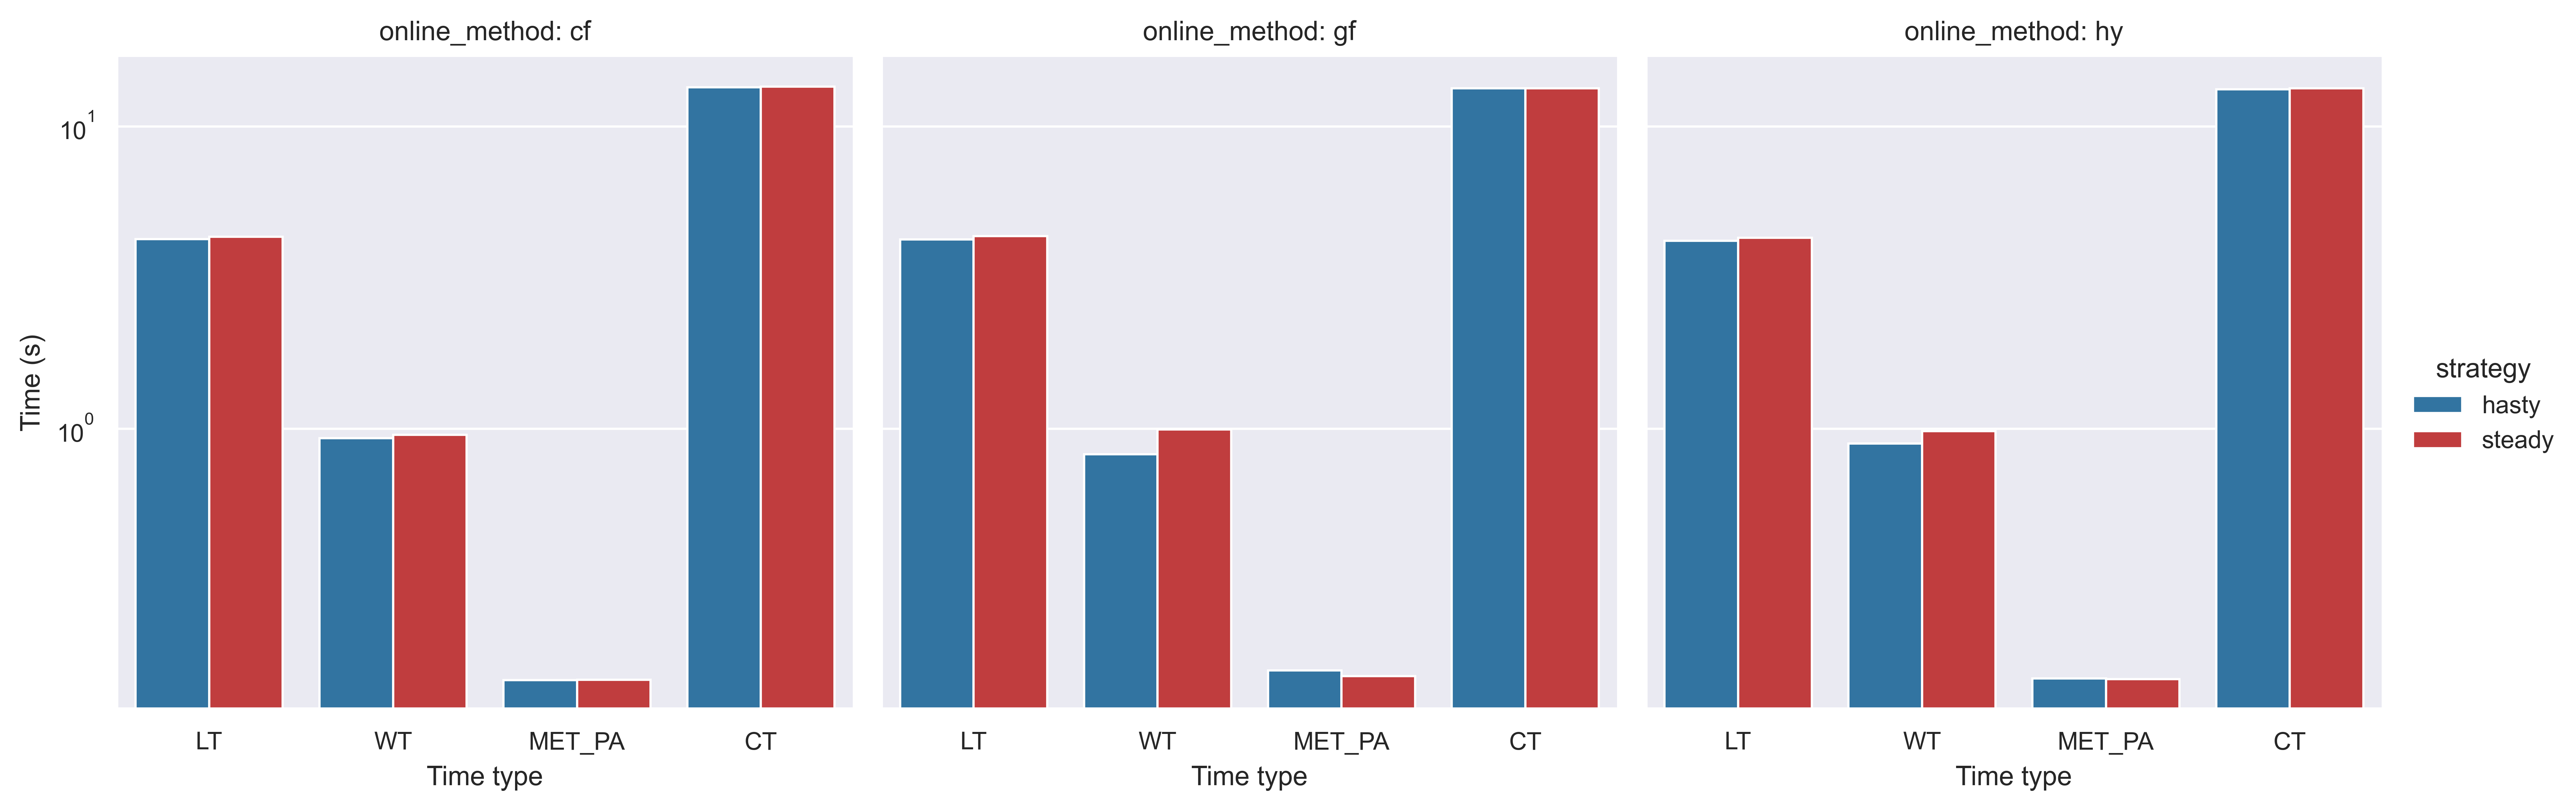 online_method: cf
online_method: gf
online_method: hy
Time (s)
10^1
10^0
LT WT MET_PA CT
LT WT MET_PA CT
LT WT MET_PA CT
Time type
Time type
Time type
strategy
hasty
steady